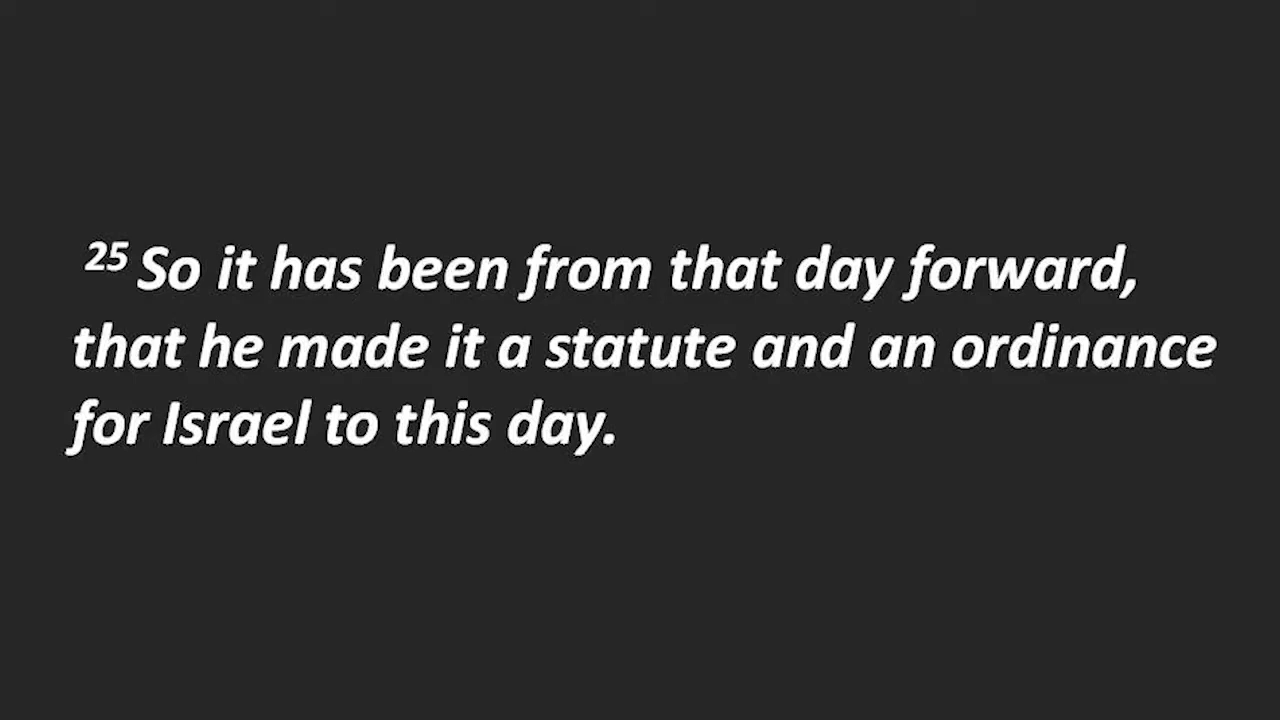 25 So it has been from that day forward,
that he made it a statute and an ordinance
for Israel to this day.